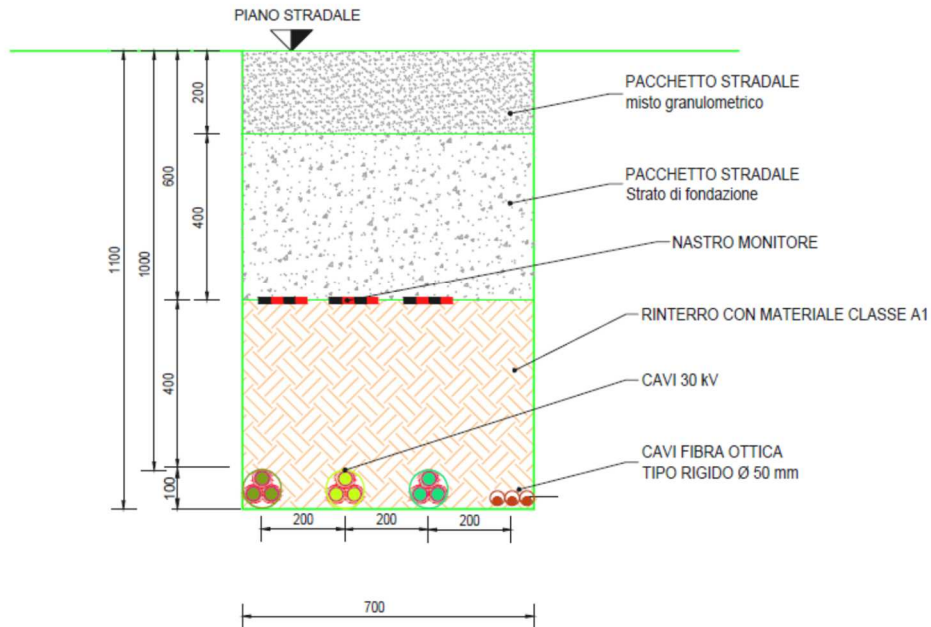 PIANO STRADALE
200
PACCHETTO STRADALE
misto granulometrico
600
400
PACCHETTO STRADALE
Strato di fondazione
1100
1000
NASTRO MONITORE
RINTERRO CON MATERIALE CLASSE A1
400
CAVI 30 kV
CAVI FIBRA OTTICA
TIPO RIGIDO Ø 50 mm
100
200
200
200
700